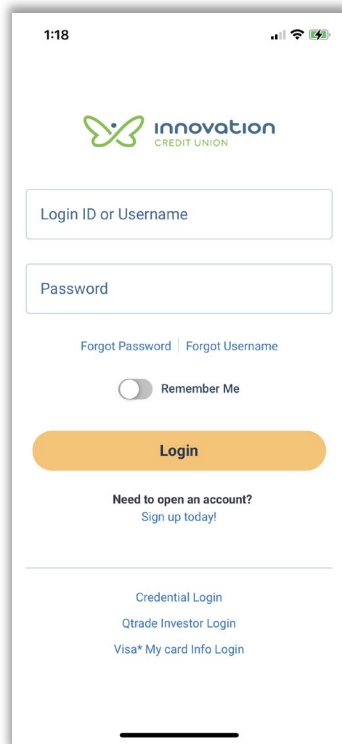 1:18
innovation
CREDIT UNION
Login ID or Username
Password
Forgot Password | Forgot Username
Remember Me
Login
Need to open an account?
Sign up today!
Credential Login
Qtrade Investor Login
Visa* My card Info Login